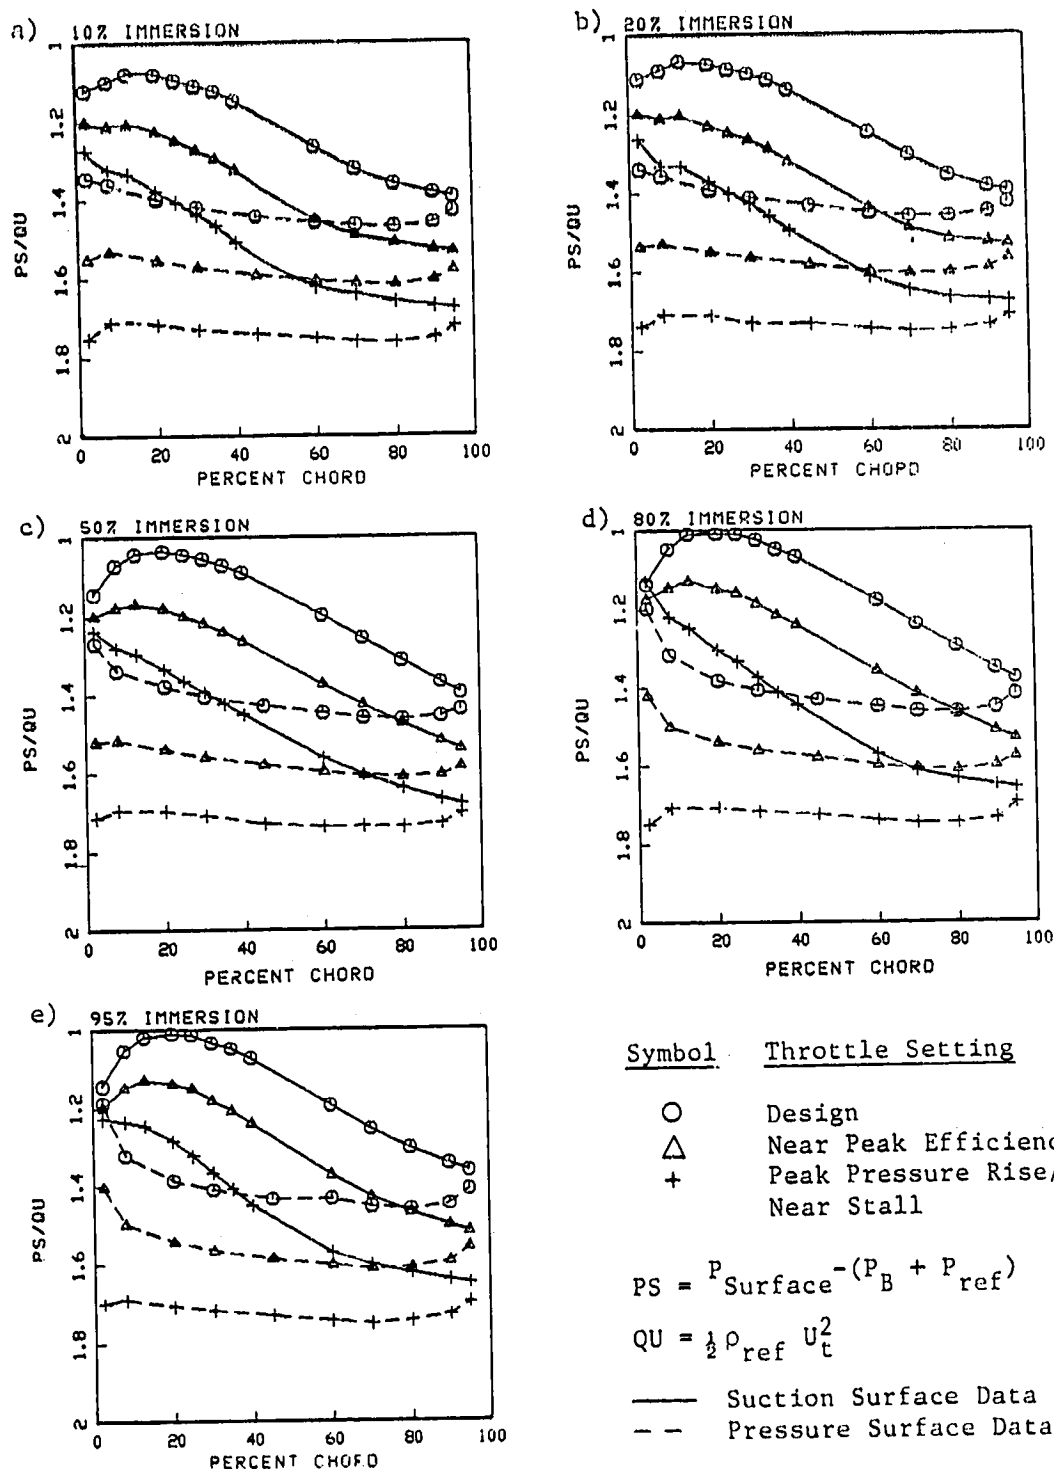 a) 10% IMMERSION
1
1.2
1.4
1.6
1.8
2
PS/QU
0 20 40 60 80 100
PERCENT CHORD
b) 20% IMMERSION
1
1.2
1.4
1.6
1.8
2
PS/QU
0 20 40 60 80 100
PERCENT CHORD
c) 50% IMMERSION
1
1.2
1.4
1.6
1.8
2
PS/QU
0 20 40 60 80 100
PERCENT CHORD
d) 80% IMMERSION
1
1.2
1.4
1.6
1.8
2
PS/QU
0 20 40 60 80 100
PERCENT CHORD
e) 95% IMMERSION
1
1.2
1.4
1.6
1.8
2
PS/QU
0 20 40 60 80 100
PERCENT CHORD
Symbol Throttle Setting
○ Design
△ Near Peak Efficienc
+ Peak Pressure Rise/
Near Stall
PS = P_Surface-(P_B + P_ref)
QU = ½ ρ_ref U_t^2
—— Suction Surface Data
– – Pressure Surface Data